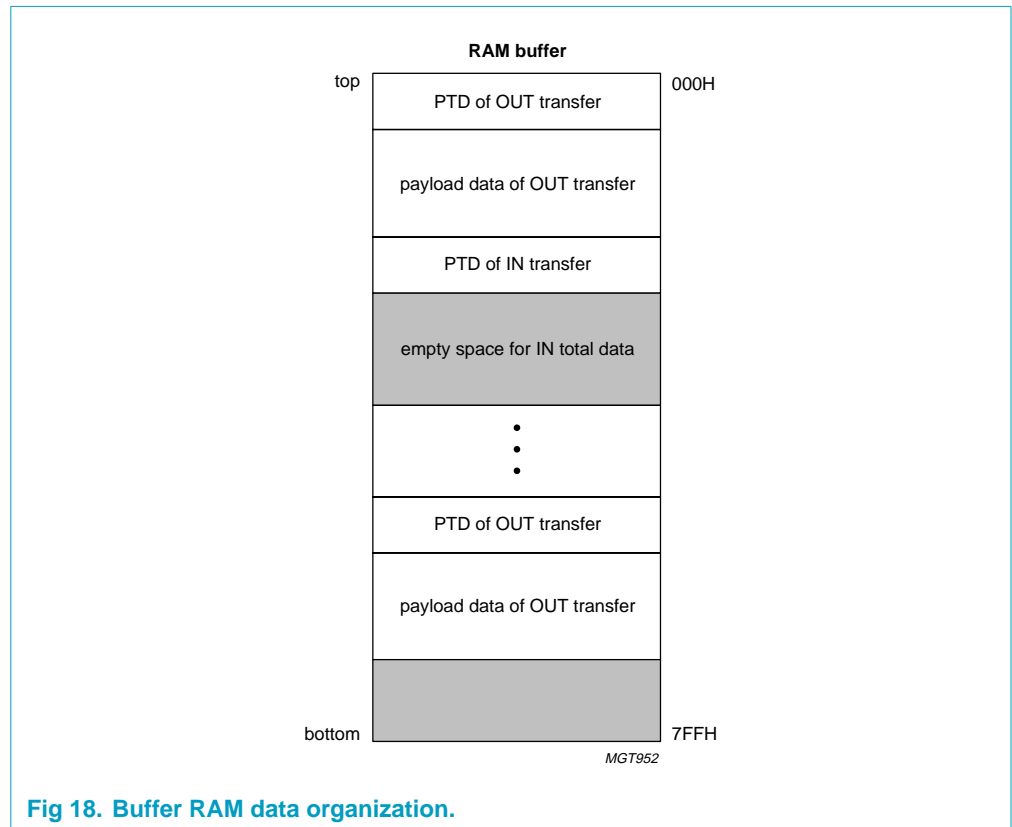 RAM buffer
top
000H
PTD of OUT transfer
payload data of OUT transfer
PTD of IN transfer
empty space for IN total data
PTD of OUT transfer
payload data of OUT transfer
bottom
7FFH
MGT952
Fig 18. Buffer RAM data organization.